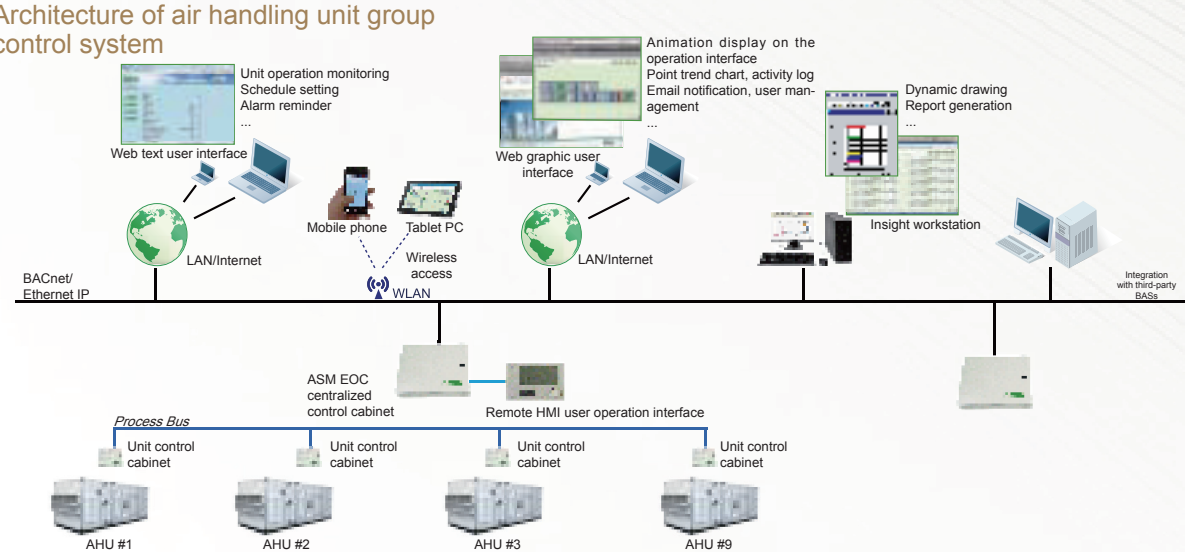 Architecture of air handling unit group
control system
Unit operation monitoring
Schedule setting
Alarm reminder
...
Web text user interface
Animation display on the
operation interface
Point trend chart, activity log
Email notification, user man-
agement
...
Web graphic user
interface
Dynamic drawing
Report generation
...
Insight workstation
Mobile phone
Tablet PC
LAN/Internet
Wireless
access
WLAN
LAN/Internet
BACnet/
Ethernet IP
Integration
with third-party
BASs
ASM EOC
centralized
control cabinet
Remote HMI user operation interface
Process Bus
Unit control
cabinet
Unit control
cabinet
Unit control
cabinet
Unit control
cabinet
AHU #1
AHU #2
AHU #3
AHU #9